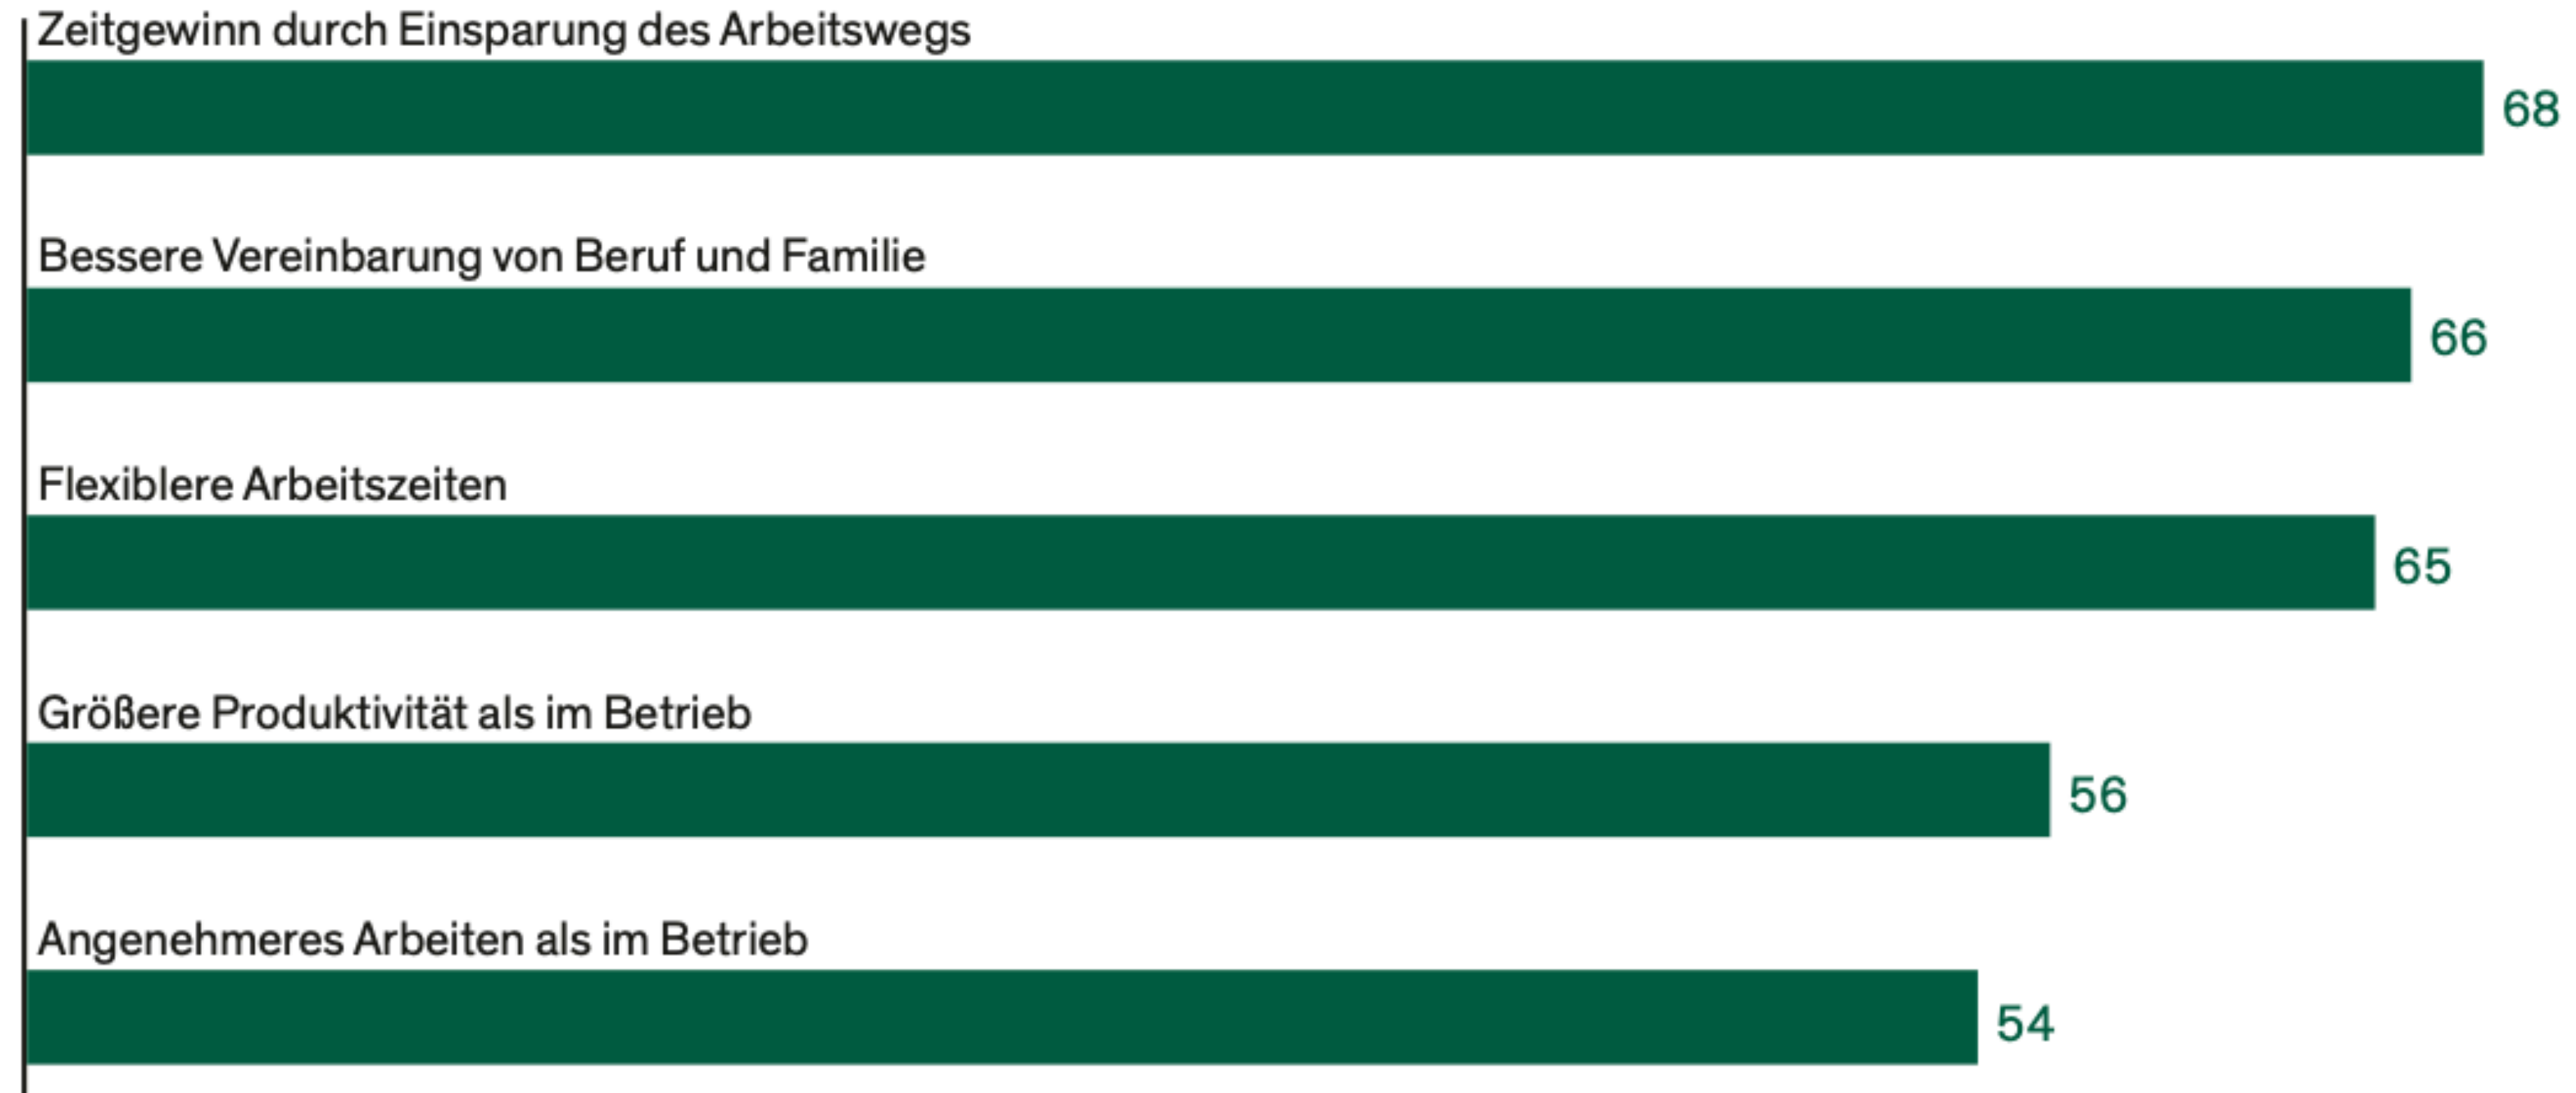 Zeitgewinn durch Einsparung des Arbeitswegs
68
Bessere Vereinbarung von Beruf und Familie
66
Flexiblere Arbeitszeiten
65
Größere Produktivität als im Betrieb
56
Angenehmeres Arbeiten als im Betrieb
54